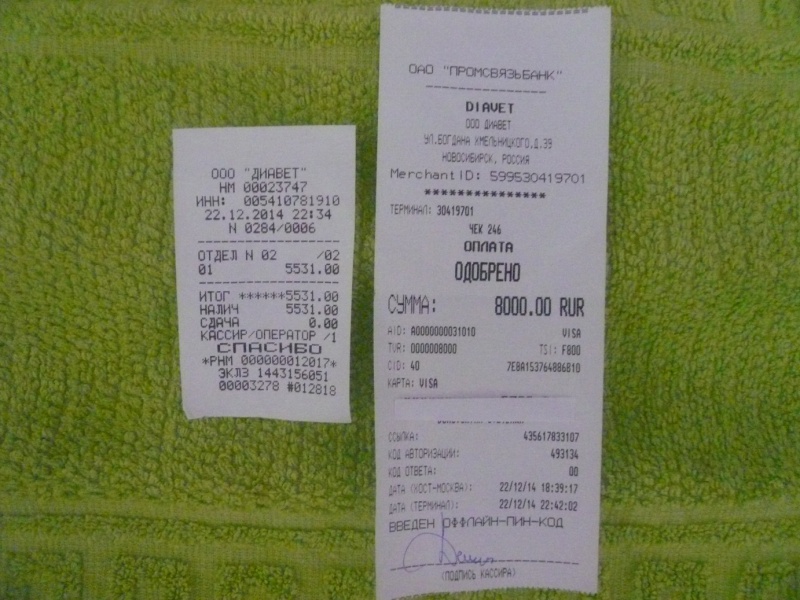 ООО "ДИАВЕТ"
НМ 00023747
ИНН: 005410781910
22.12.2014 22:34
N 0284/0006
ОТДЕЛ N 02 /02
01 5531.00
ИТОГ ******5531.00
НАЛИЧ 5531.00
СДАЧА 0.00
КАССИР/ОПЕРАТОР /1
СПАСИБО
*РНМ 000000012017*
ЭКЛЗ 1443156051
00003278 #012818
ОАО "ПРОМСВЯЗЬБАНК"
DIAVET
ООО ДИАВЕТ
УЛ.БОГДАНА ХМЕЛЬНИЦКОГО,Д.39
НОВОСИБИРСК, РОССИЯ
Merchant ID: 599530419701
***************
ТЕРМИНАЛ: 30419701
ЧЕК 246
ОПЛАТА
ОДОБРЕНО
СУММА: 8000.00 RUR
AID: A0000000031010 VISA
TVR: 0000008000 TSI: F800
CID: 40 7EBA153764886810
КАРТА: VISA
ССЫЛКА: 435617833107
КОД АВТОРИЗАЦИИ: 493134
КОД ОТВЕТА: 00
ДАТА (ХОСТ-МОСКВА): 22/12/14 18:39:17
ДАТА (ТЕРМИНАЛ): 22/12/14 22:42:02
ВВЕДЕН ОФФЛАЙН-ПИН-КОД
(ПОДПИСЬ КАССИРА)